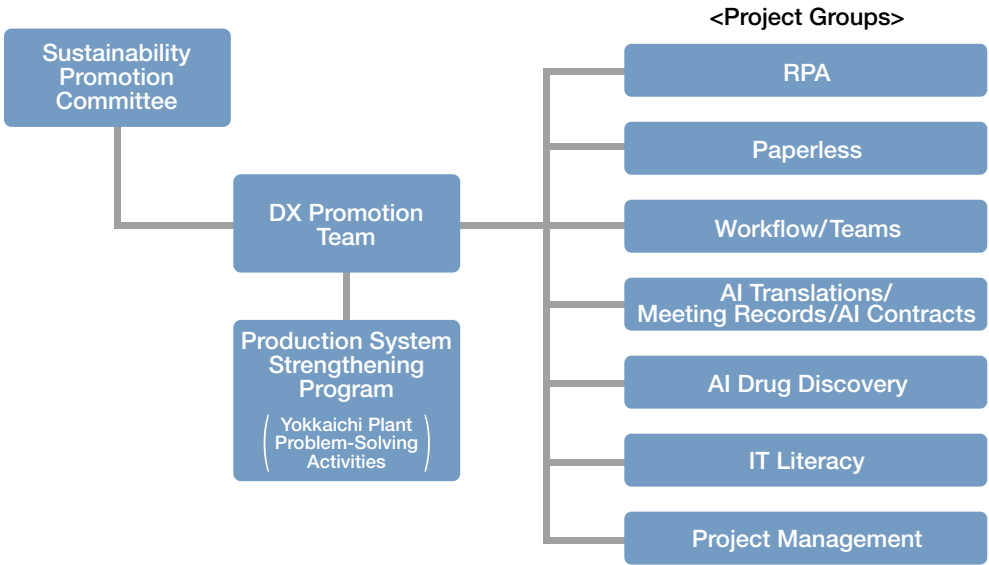 <Project Groups>
Sustainability
Promotion
Committee
DX Promotion
Team
Production System
Strengthening
Program
(Yokkaichi Plant
Problem-Solving
Activities)
RPA
Paperless
Workflow/Teams
AI Translations/
Meeting Records/AI Contracts
AI Drug Discovery
IT Literacy
Project Management